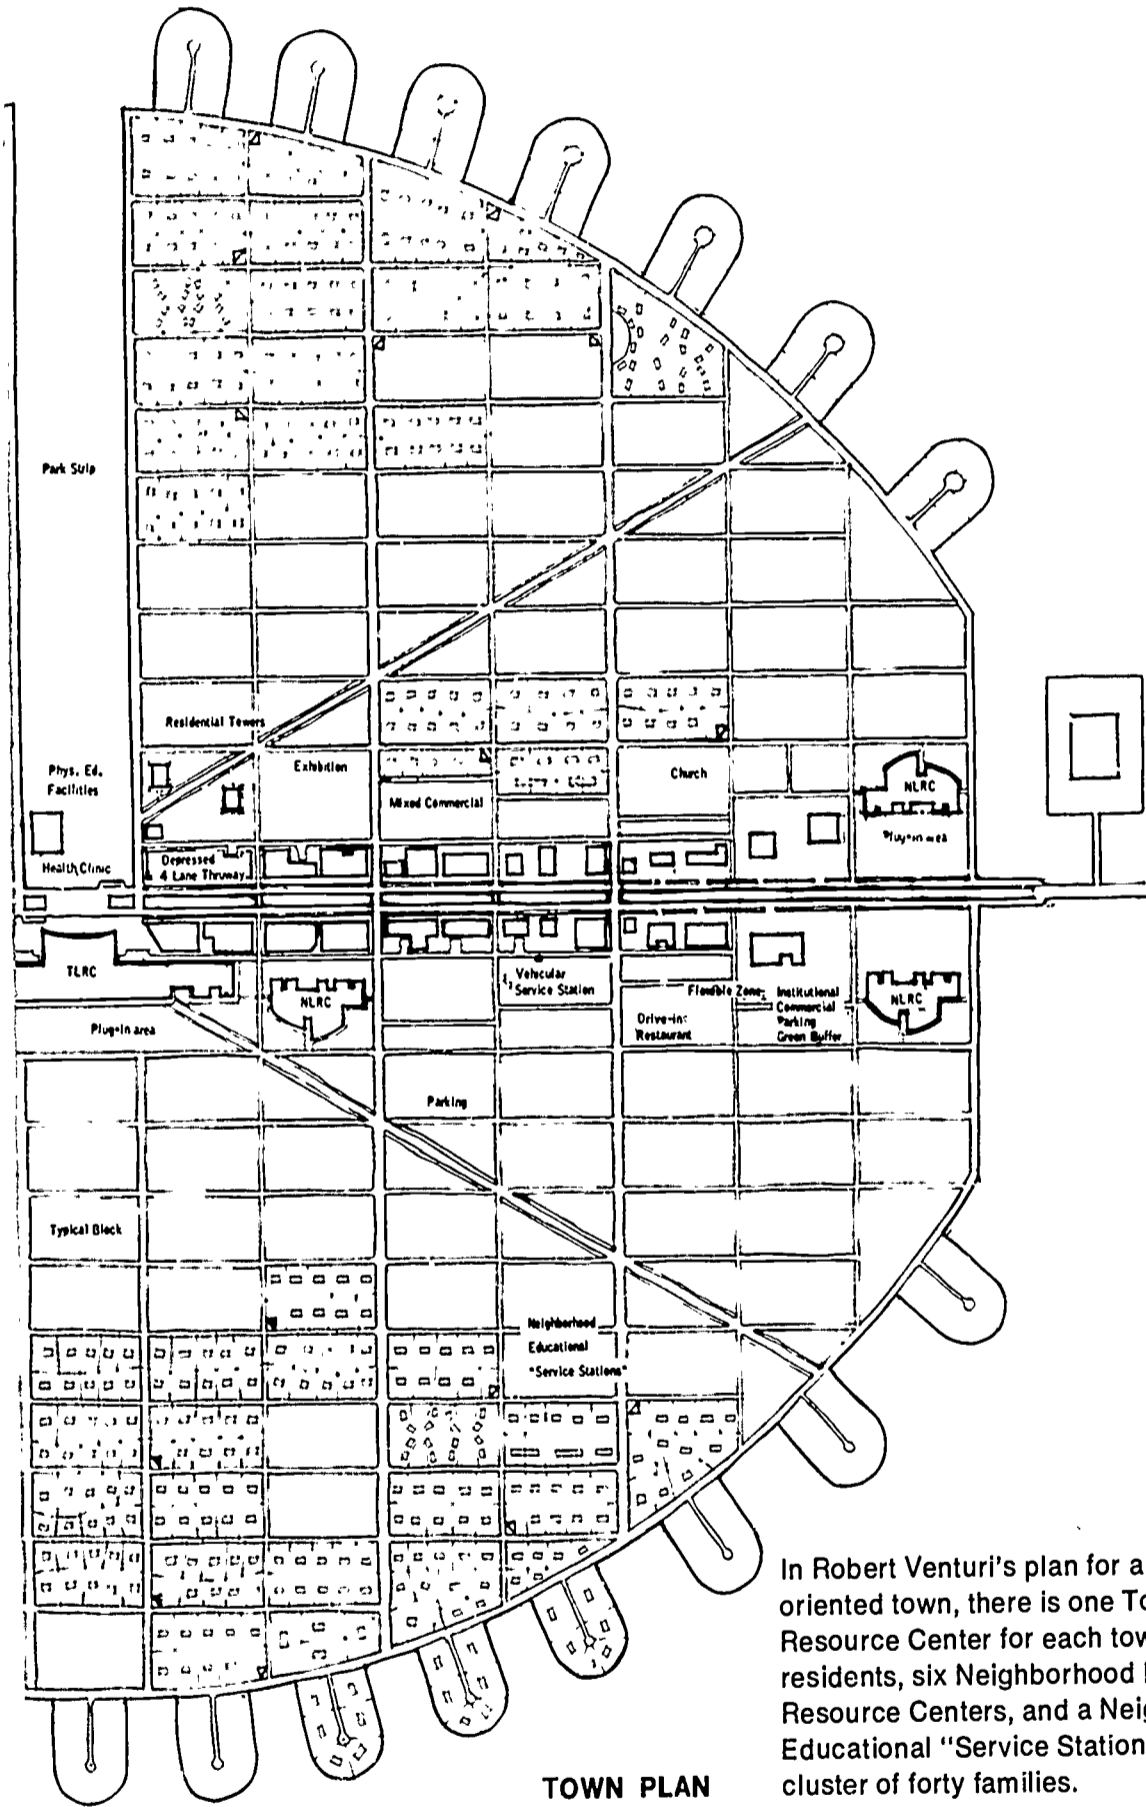 Park Strip
Residential Towers
Phys. Ed.
Facilities
Exhibition
Church
NLRC
Mixed Commercial
Plug-in area
Depressed
4 Lane Thruway
Health Clinic
TLRC
Vehicular
Service Station
Flexible Zone:
Institutional
Commercial
Parking
Green Buffer
NLRC
NLRC
Drive-in
Restaurant
Plug-in area
Parking
Typical Block
Neighborhood
Educational
"Service Stations"
In Robert Venturi's plan for a
oriented town, there is one
Resource Center for each
residents, six Neighborhood
Resource Centers, and a
Educational “Service Station
cluster of forty families.
TOWN PLAN